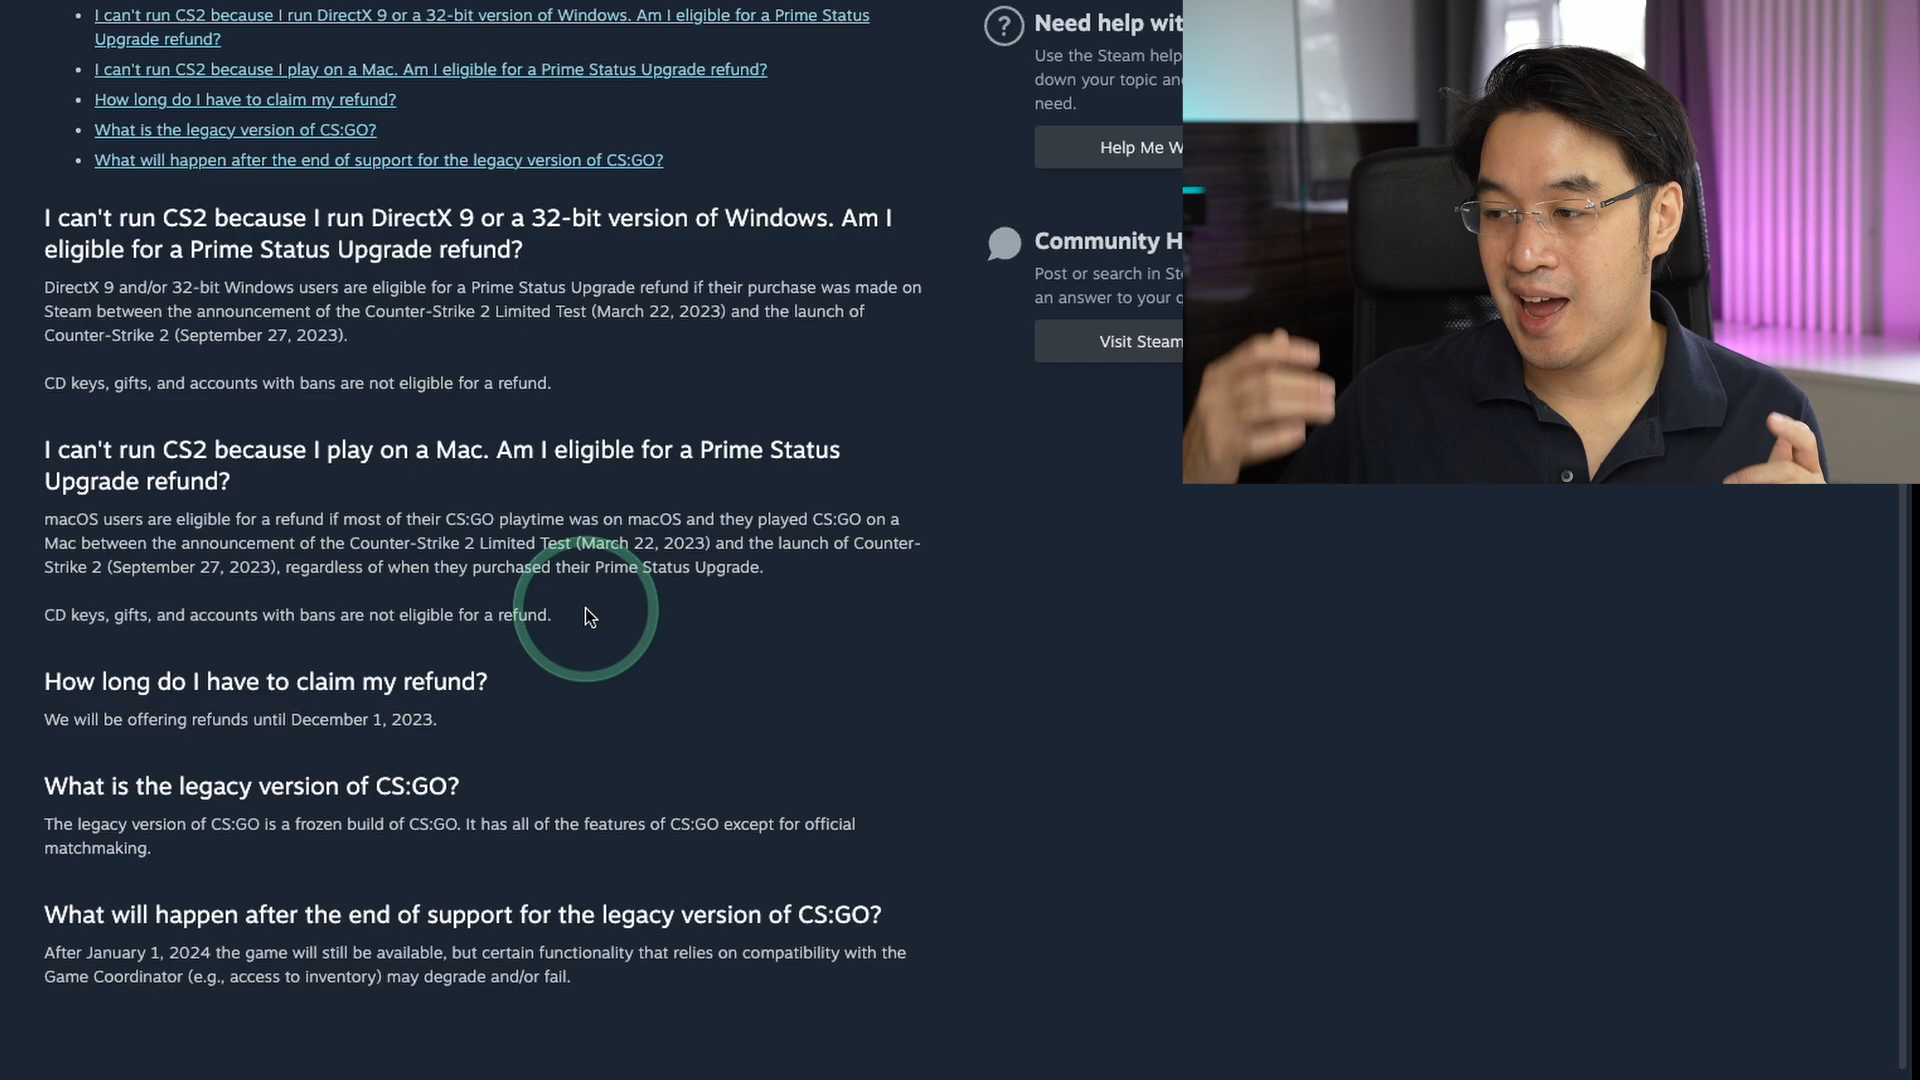 I can't run CS2 because I run DirectX 9 or a 32-bit version of Windows. Am I eligible for a Prime Status
Upgrade refund?
I can't run CS2 because I play on a Mac. Am I eligible for a Prime Status Upgrade refund?
How long do I have to claim my refund?
What is the legacy version of CS:GO?
What will happen after the end of support for the legacy version of CS:GO?
I can't run CS2 because I run DirectX 9 or a 32-bit version of Windows. Am I
eligible for a Prime Status Upgrade refund?
DirectX 9 and/or 32-bit Windows users are eligible for a Prime Status Upgrade refund if their purchase was made on
Steam between the announcement of the Counter-Strike 2 Limited Test (March 22, 2023) and the launch of
Counter-Strike 2 (September 27, 2023).
CD keys, gifts, and accounts with bans are not eligible for a refund.
I can't run CS2 because I play on a Mac. Am I eligible for a Prime Status
Upgrade refund?
macOS users are eligible for a refund if most of their CS:GO playtime was on macOS and they played CS:GO on a
Mac between the announcement of the Counter-Strike 2 Limited Test (March 22, 2023) and the launch of Counter-
Strike 2 (September 27, 2023), regardless of when they purchased their Prime Status Upgrade.
CD keys, gifts, and accounts with bans are not eligible for a refund.
How long do I have to claim my refund?
We will be offering refunds until December 1, 2023.
What is the legacy version of CS:GO?
The legacy version of CS:GO is a frozen build of CS:GO. It has all of the features of CS:GO except for official
matchmaking.
What will happen after the end of support for the legacy version of CS:GO?
After January 1, 2024 the game will still be available, but certain functionality that relies on compatibility with the
Game Coordinator (e.g., access to inventory) may degrade and/or fail.
?
Need help wit
Use the Steam help
down your topic and
need.
Help Me W
Community H
Post or search in Ste
an answer to your q
Visit Steam